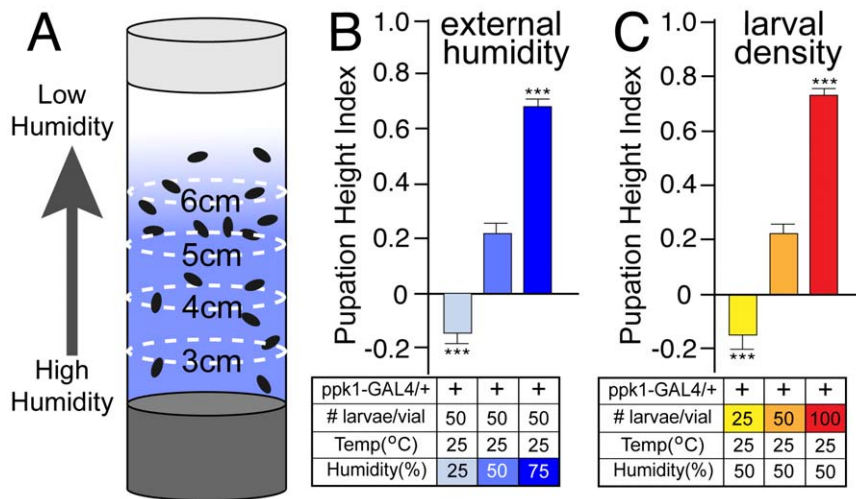 A
Low
Humidity
High
Humidity
6cm
5cm
4cm
3cm
B
external
humidity
Pupation Height Index
1.0
0.8
0.6
0.4
0.2
0
-0.2
***
***
ppk1-GAL4/+ + + +
# larvae/vial 50 50 50
Temp(°C) 25 25 25
Humidity(%) 25 50 75
C
larval
density
Pupation Height Index
1.0
0.8
0.6
0.4
0.2
0
-0.2
***
***
ppk1-GAL4/+ + + +
# larvae/vial 25 50 100
Temp(°C) 25 25 25
Humidity(%) 50 50 50